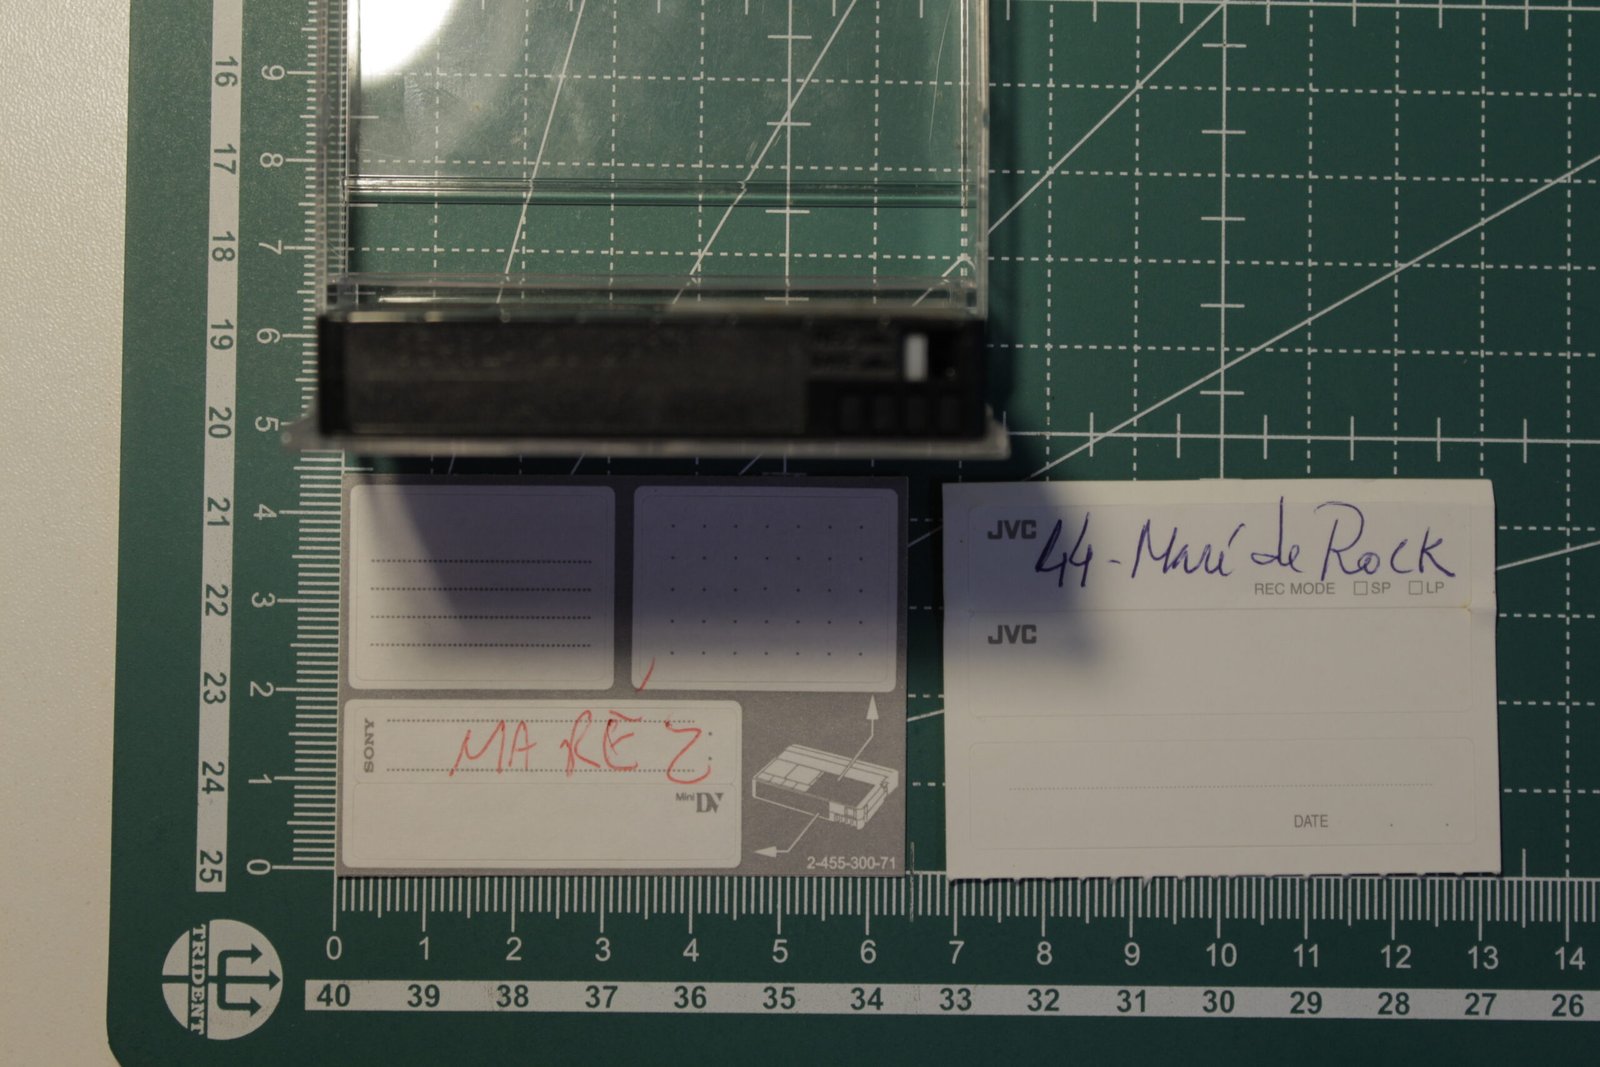 16
17
18
19
20
21
22
23
24
25
9
8
7
6
5
4
3
2
1
0
SONY
MARÉ 2
Mini DV
2-455-300-71
JVC 44-Maré de Rock
REC MODE SP LP
JVC
DATE
0 1 2 3 4 5 6 7 8 9 10 11 12 13 14
40 39 38 37 36 35 34 33 32 31 30 29 28 27 26
TRIDENT